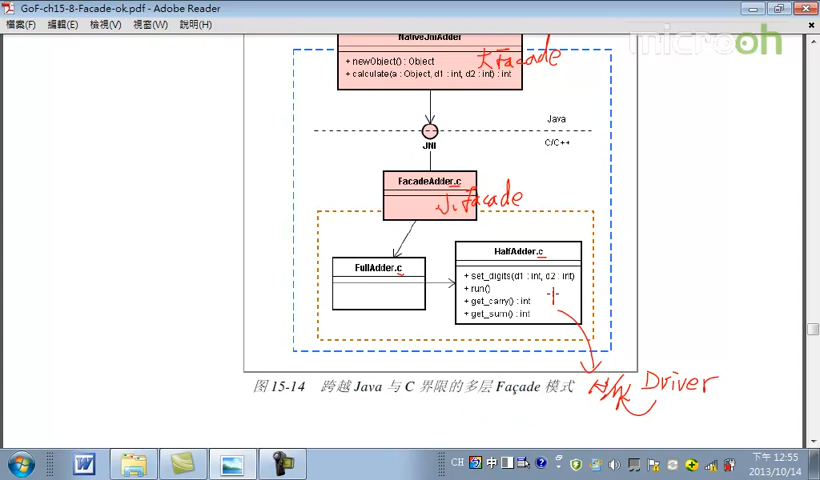 GoF-ch15-8-Facade-ok.pdf - Adobe Reader
檔案(F) 編輯(E) 檢視(V) 視窗(W) 說明(H)
microoh
NativeJniAdder
大Facade
+ newObject() : Object
+ calculate(a : Object, d1 : int, d2 : int) : int
Java
JNI
C/C++
FacadeAdder.c
小Facade
FullAdder.c
HalfAdder.c
+ set_digits(d1 : int, d2 : int)
+ run()
+ get_carry() : int
+ get_sum() : int
Driver
图 15-14 跨越 Java 与 C 界限的多层 Façade 模式
CH 中
下午 12:55
2013/10/14